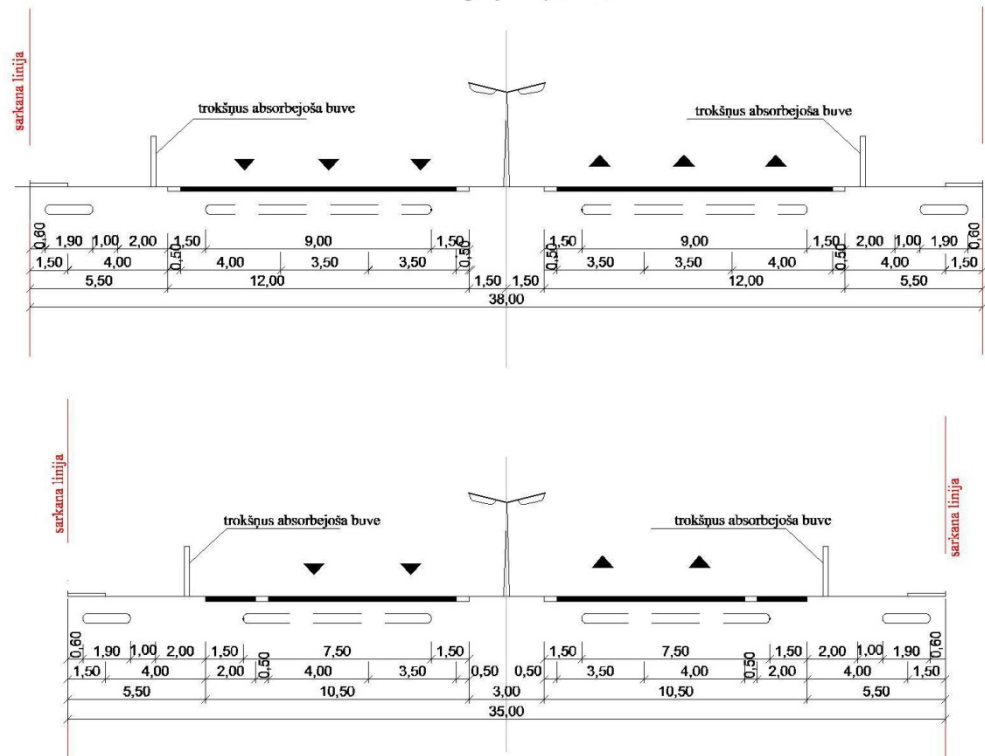 sarkana linija
trokšņus absorbejoša buve
trokšņus absorbejoša buve
0,60 1,90 1,00 2,00 1,50 9,00 1,50 1,50 9,00 1,50 2,00 1,00 1,90 0,60
1,50 4,00 0,50 4,00 3,50 3,50 0,50 1,50 1,50 0,50 3,50 3,50 4,00 0,50 4,00 1,50
5,50 12,00 12,00 5,50
38,00
sarkana linija
trokšņus absorbejoša buve
trokšņus absorbejoša buve
sarkana linija
0,60 1,90 1,00 2,00 1,50 7,50 1,50 1,50 7,50 1,50 2,00 1,00 1,90 0,60
1,50 4,00 2,00 0,50 4,00 3,50 0,50 0,50 3,50 4,00 0,50 2,00 4,00 1,50
5,50 10,50 3,00 10,50 5,50
35,00